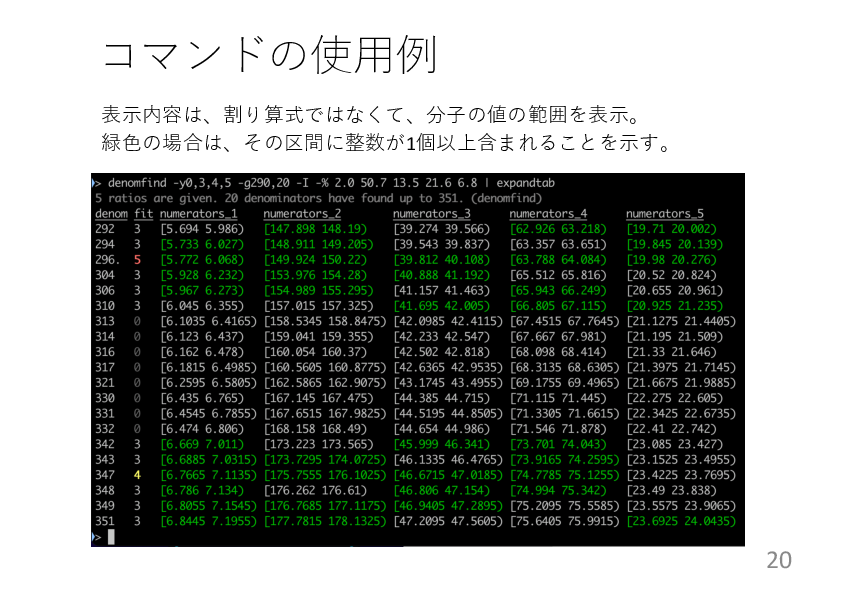 コマンドの使用例
表示内容は、割り算式ではなくて、分子の値の範囲を表示。
緑色の場合は、その区間に整数が1個以上含まれることを示す。
> denomfind -y0,3,4,5 -g290,20 -I -% 2.0 50.7 13.5 21.6 6.8 | expandtab
5 ratios are given. 20 denominators have found up to 351. (denomfind)
denom fit numerators_1 numerators_2 numerators_3 numerators_4 numerators_5
292 3 [5.694 5.986) [147.898 148.19) [39.274 39.566) [62.926 63.218) [19.71 20.002)
294 3 [5.733 6.027) [148.911 149.205) [39.543 39.837) [63.357 63.651) [19.845 20.139)
296. 5 [5.772 6.068) [149.924 150.22) [39.812 40.108) [63.788 64.084) [19.98 20.276)
304 3 [5.928 6.232) [153.976 154.28) [40.888 41.192) [65.512 65.816) [20.52 20.824)
306 3 [5.967 6.273) [154.989 155.295) [41.157 41.463) [65.943 66.249) [20.655 20.961)
310 3 [6.045 6.355) [157.015 157.325) [41.695 42.005) [66.805 67.115) [20.925 21.235)
313 0 [6.1035 6.4165) [158.5345 158.8475) [42.0985 42.4115) [67.4515 67.7645) [21.1275 21.4405)
314 0 [6.123 6.437) [159.041 159.355) [42.233 42.547) [67.667 67.981) [21.195 21.509)
316 0 [6.162 6.478) [160.054 160.37) [42.502 42.818) [68.098 68.414) [21.33 21.646)
317 0 [6.1815 6.4985) [160.5605 160.8775) [42.6365 42.9535) [68.3135 68.6305) [21.3975 21.7145)
321 0 [6.2595 6.5805) [162.5865 162.9075) [43.1745 43.4955) [69.1755 69.4965) [21.6675 21.9885)
330 0 [6.435 6.765) [167.145 167.475) [44.385 44.715) [71.115 71.445) [22.275 22.605)
331 0 [6.4545 6.7855) [167.6515 167.9825) [44.5195 44.8505) [71.3305 71.6615) [22.3425 22.6735)
332 0 [6.474 6.806) [168.158 168.49) [44.654 44.986) [71.546 71.878) [22.41 22.742)
342 3 [6.669 7.011) [173.223 173.565) [45.999 46.341) [73.701 74.043) [23.085 23.427)
343 3 [6.6885 7.0315) [173.7295 174.0725) [46.1335 46.4765) [73.9165 74.2595) [23.1525 23.4955)
347 4 [6.7665 7.1135) [175.7555 176.1025) [46.6715 47.0185) [74.7785 75.1255) [23.4225 23.7695)
348 3 [6.786 7.134) [176.262 176.61) [46.806 47.154) [74.994 75.342) [23.49 23.838)
349 3 [6.8055 7.1545) [176.7685 177.1175) [46.9405 47.2895) [75.2095 75.5585) [23.5575 23.9065)
351 3 [6.8445 7.1955) [177.7815 178.1325) [47.2095 47.5605) [75.6405 75.9915) [23.6925 24.0435)
>
20